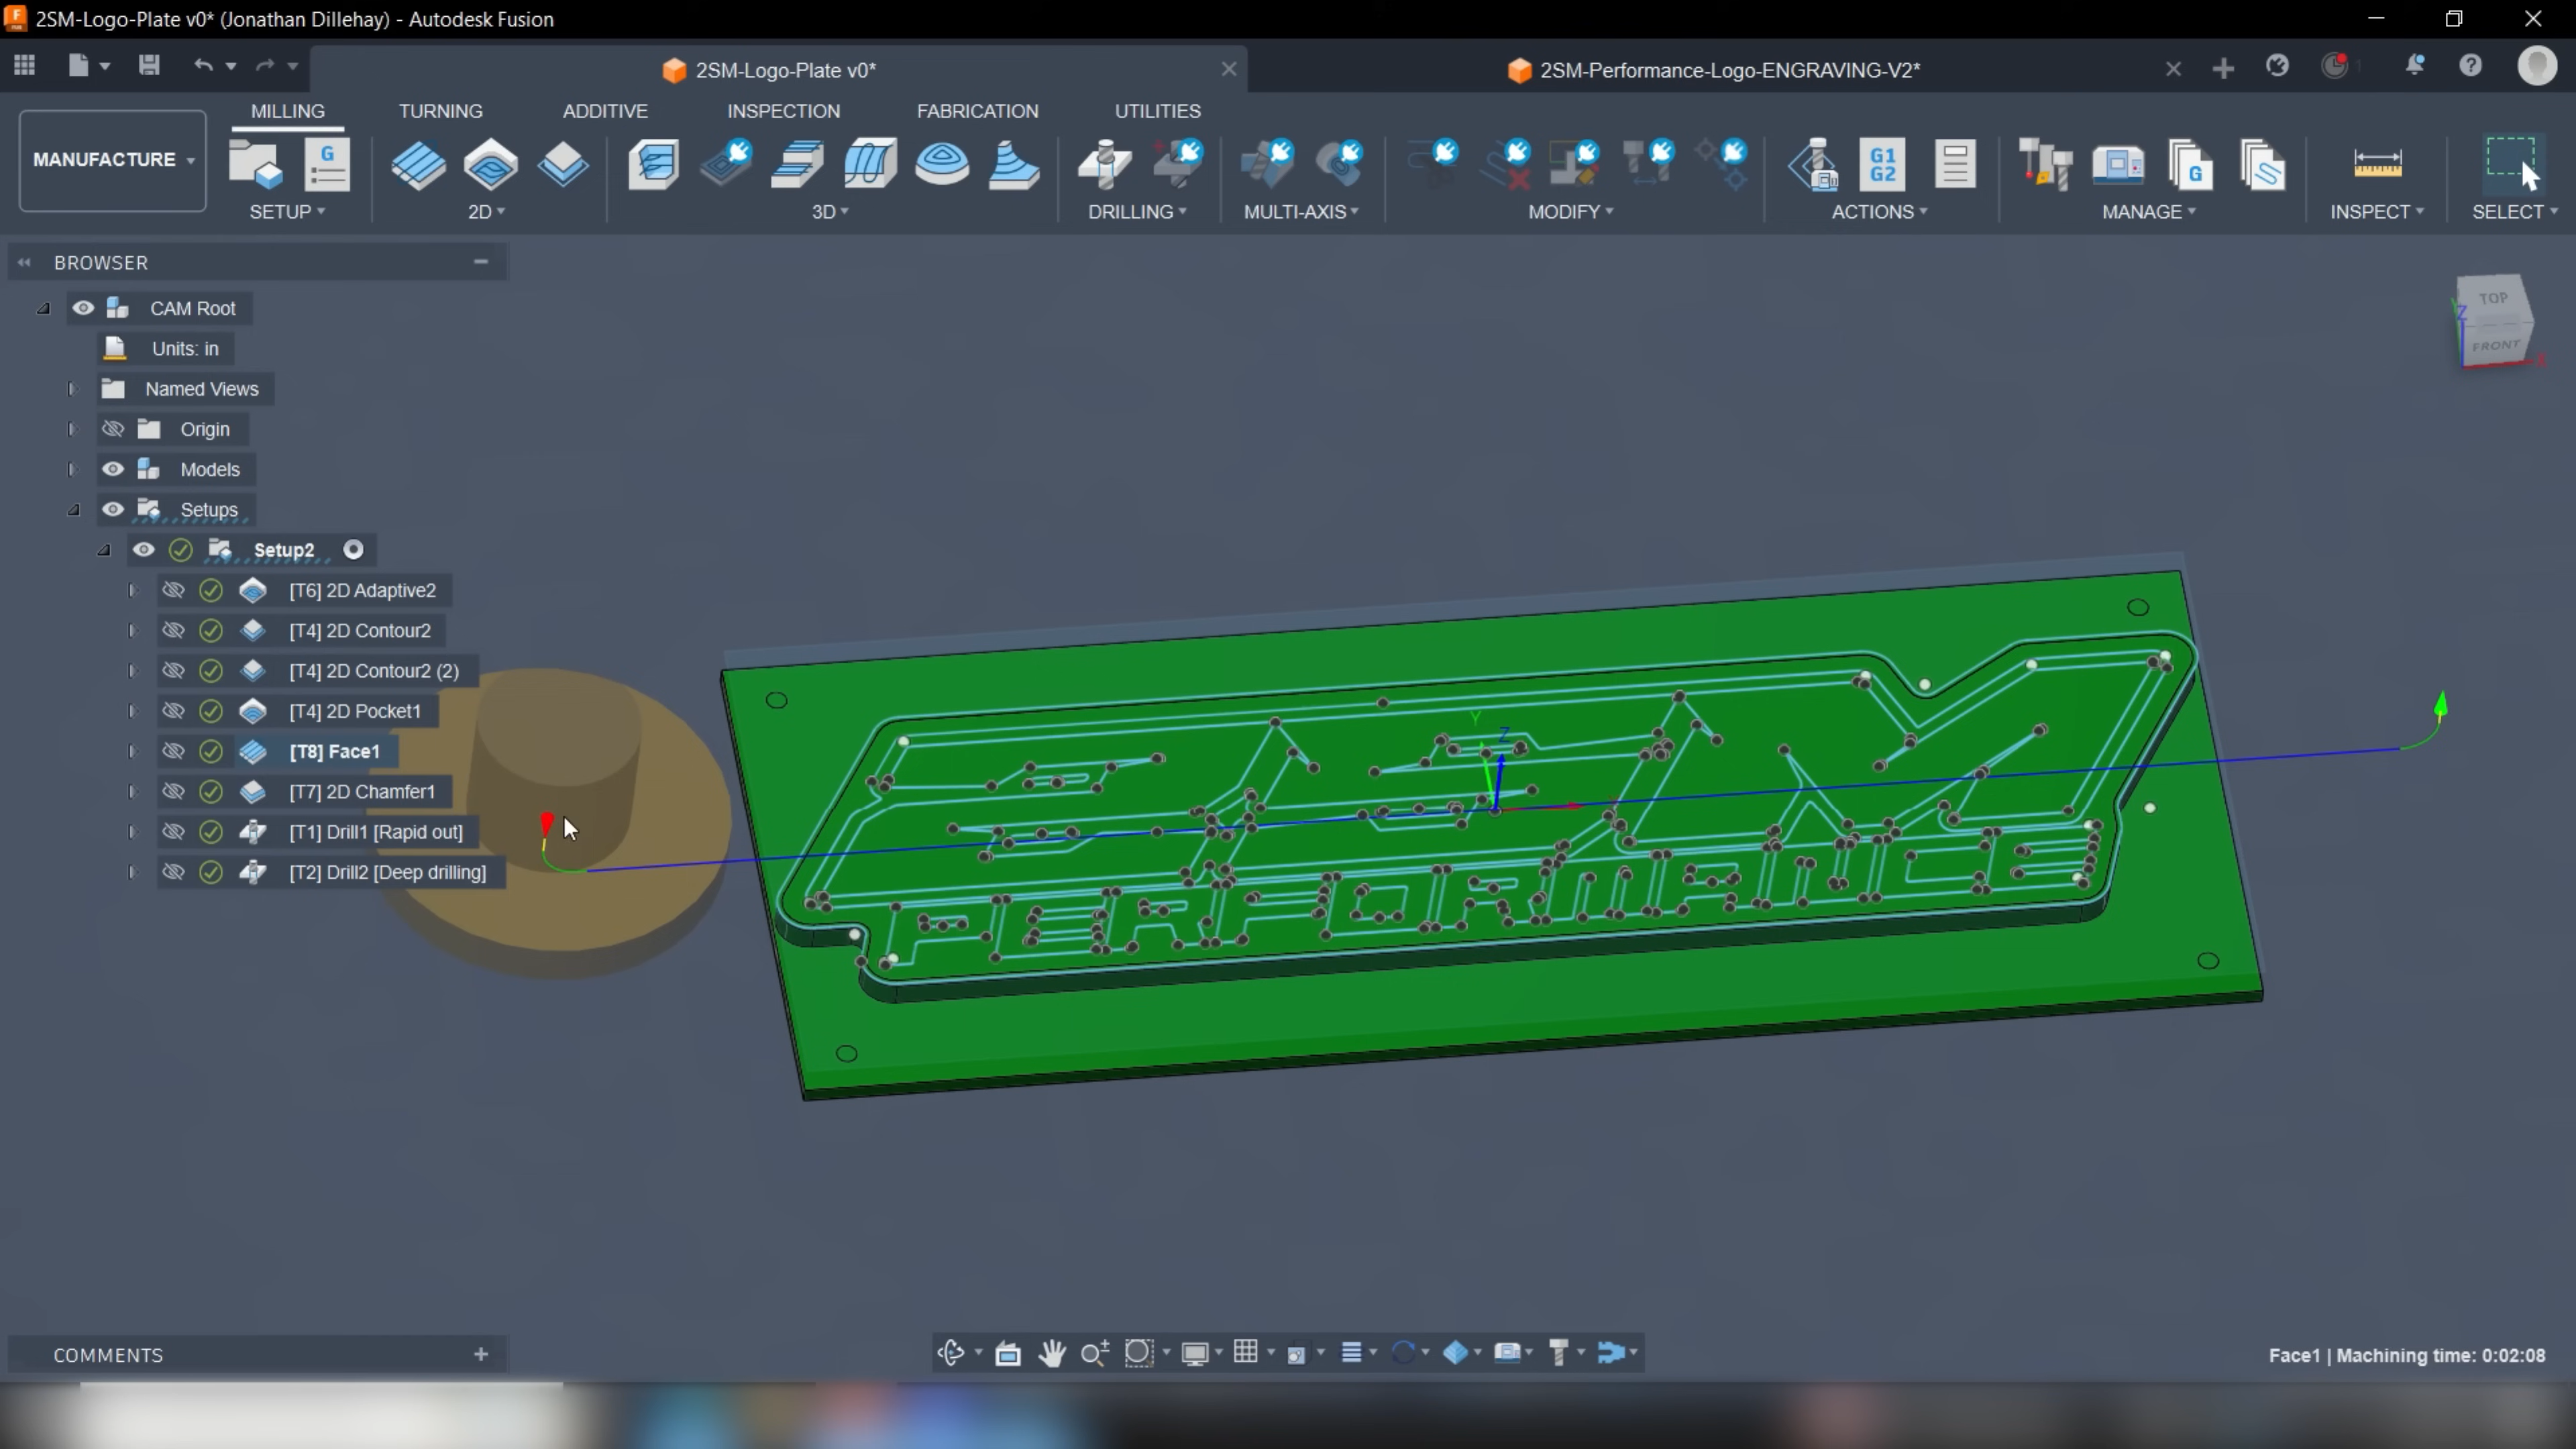 2SM-Logo-Plate v0* (Jonathan Dillehay) - Autodesk Fusion
2SM-Logo-Plate v0*
2SM-Performance-Logo-ENGRAVING-V2*
1
MILLING
TURNING
ADDITIVE
INSPECTION
FABRICATION
UTILITIES
MANUFACTURE
G
G1
G2
G
SETUP
2D
3D
DRILLING
MULTI-AXIS
MODIFY
ACTIONS
MANAGE
INSPECT
SELECT
BROWSER
CAM Root
Units: in
Named Views
Origin
Models
Setups
Setup2
[T6] 2D Adaptive2
[T4] 2D Contour2
[T4] 2D Contour2 (2)
[T4] 2D Pocket1
[T8] Face1
[T7] 2D Chamfer1
[T1] Drill1 [Rapid out]
[T2] Drill2 [Deep drilling]
TOP
Z
FRONT
X
Y
Z
PERFORMANCE
COMMENTS
Face1 | Machining time: 0:02:08